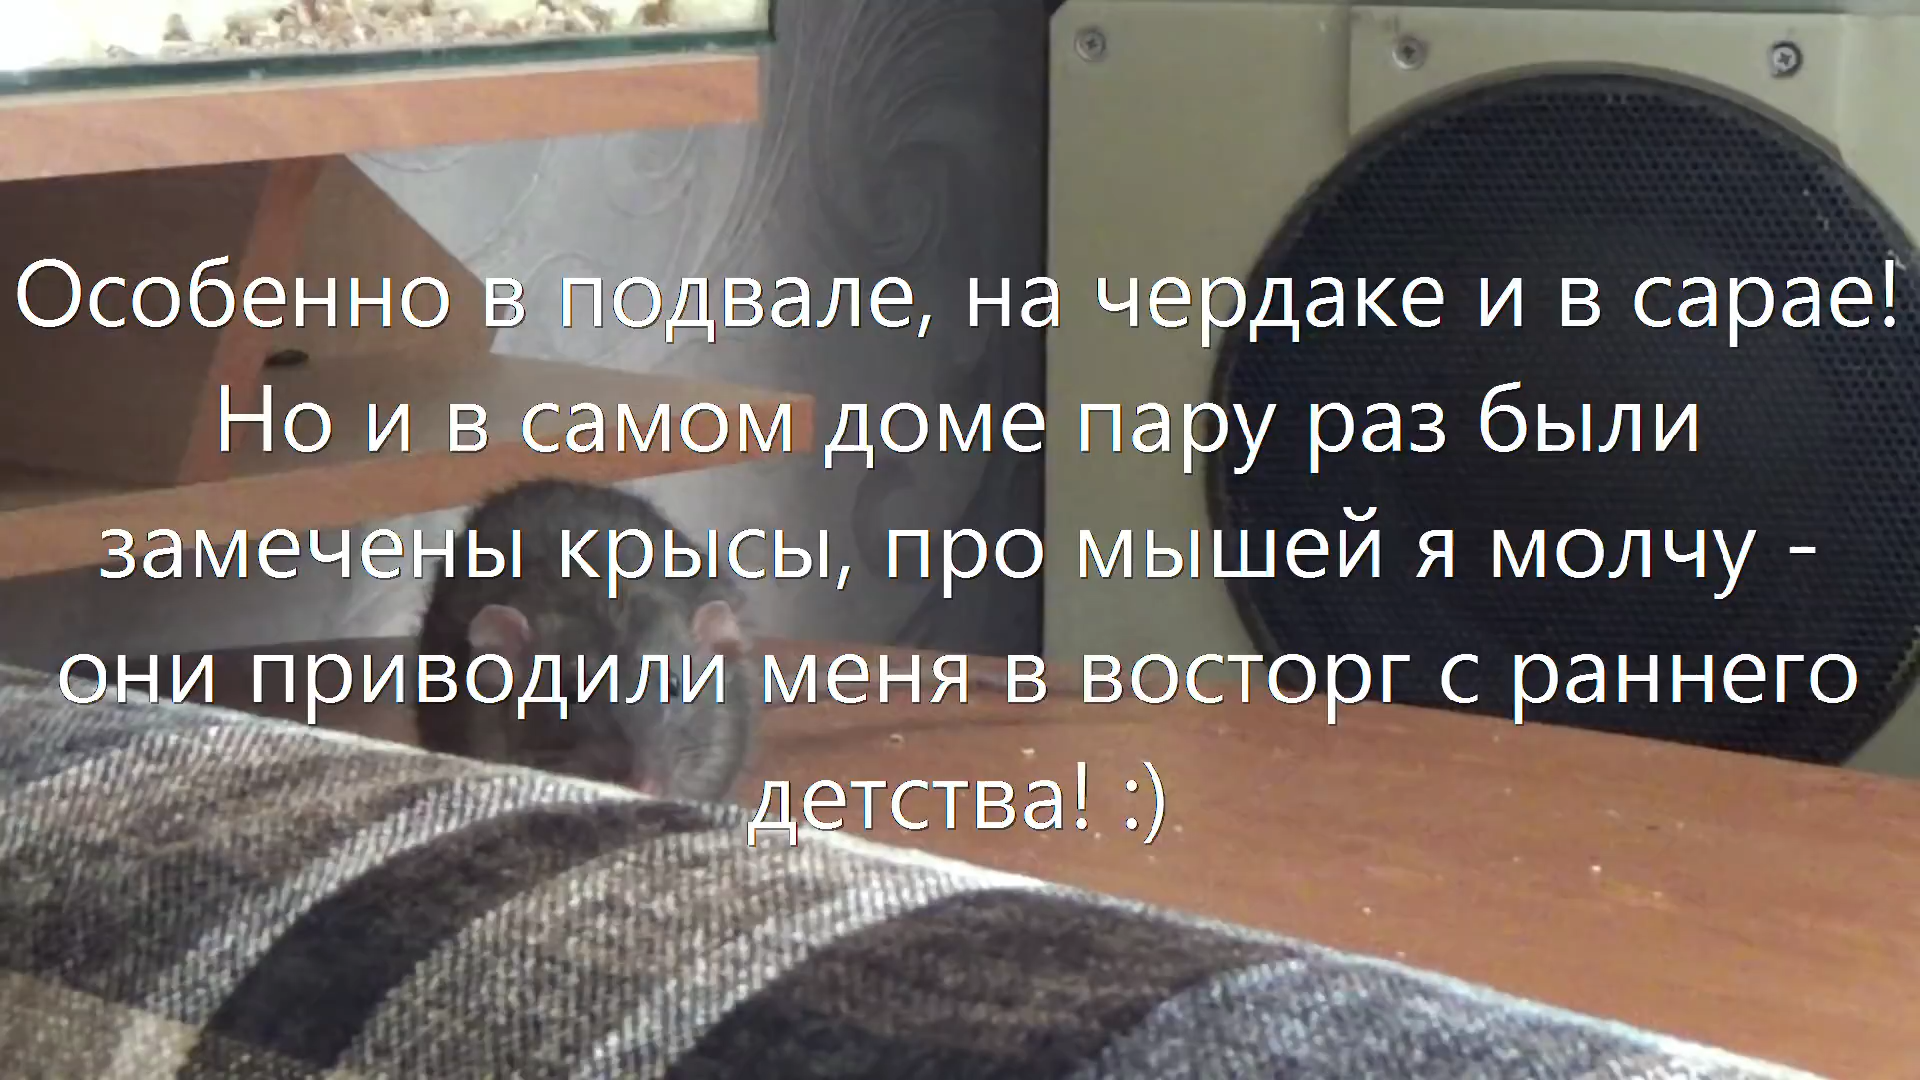 Особенно в подвале, на чердаке и в сарае!
Но и в самом доме пару раз были
замечены крысы, про мышей я молчу -
они приводили меня в восторг с раннего
детства! :)